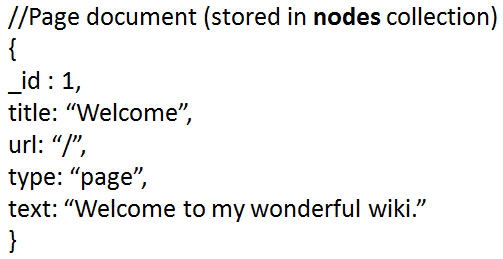 //Page document (stored in nodes collection)
{
_id : 1,
title: “Welcome”,
url: “/”,
type: “page”,
text: “Welcome to my wonderful wiki.”
}